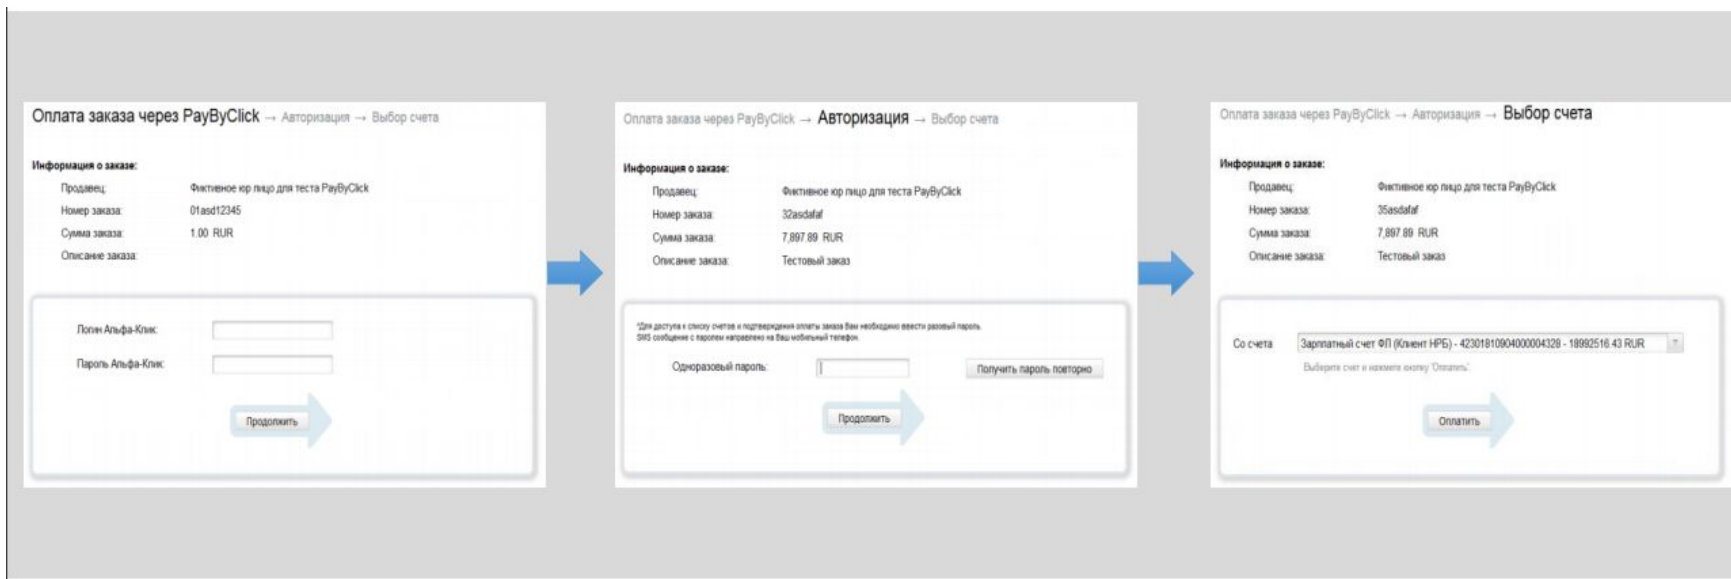 Оплата заказа через PayByClick → Авторизация → Выбор счета
Информация о заказе:
Продавец: Фиктивное юр лицо для теста PayByClick
Номер заказа: 01asd12345
Сумма заказа: 1.00 RUR
Описание заказа:
Логин Альфа-Клик:
Пароль Альфа-Клик:
Продолжить
Оплата заказа через PayByClick → Авторизация → Выбор счета
Информация о заказе:
Продавец: Фиктивное юр лицо для теста PayByClick
Номер заказа: 32asdafaf
Сумма заказа: 7,897.89 RUR
Описание заказа: Тестовый заказ
*Для доступа к списку счетов и подтверждения оплаты заказа Вам необходимо ввести разовый пароль.
SMS сообщение с паролем направлено на Ваш мобильный телефон.
Одноразовый пароль: Получить пароль повторно
Продолжить
Оплата заказа через PayByClick → Авторизация → Выбор счета
Информация о заказе:
Продавец: Фиктивное юр лицо для теста PayByClick
Номер заказа: 35asdafaf
Сумма заказа: 7,897.89 RUR
Описание заказа: Тестовый заказ
Со счета Зарплатный счет ФЛ (Клиент НРБ) - 42301810904000004328 - 18992516.43 RUR
Выберите счет и нажмите кнопку 'Оплатить'.
Оплатить